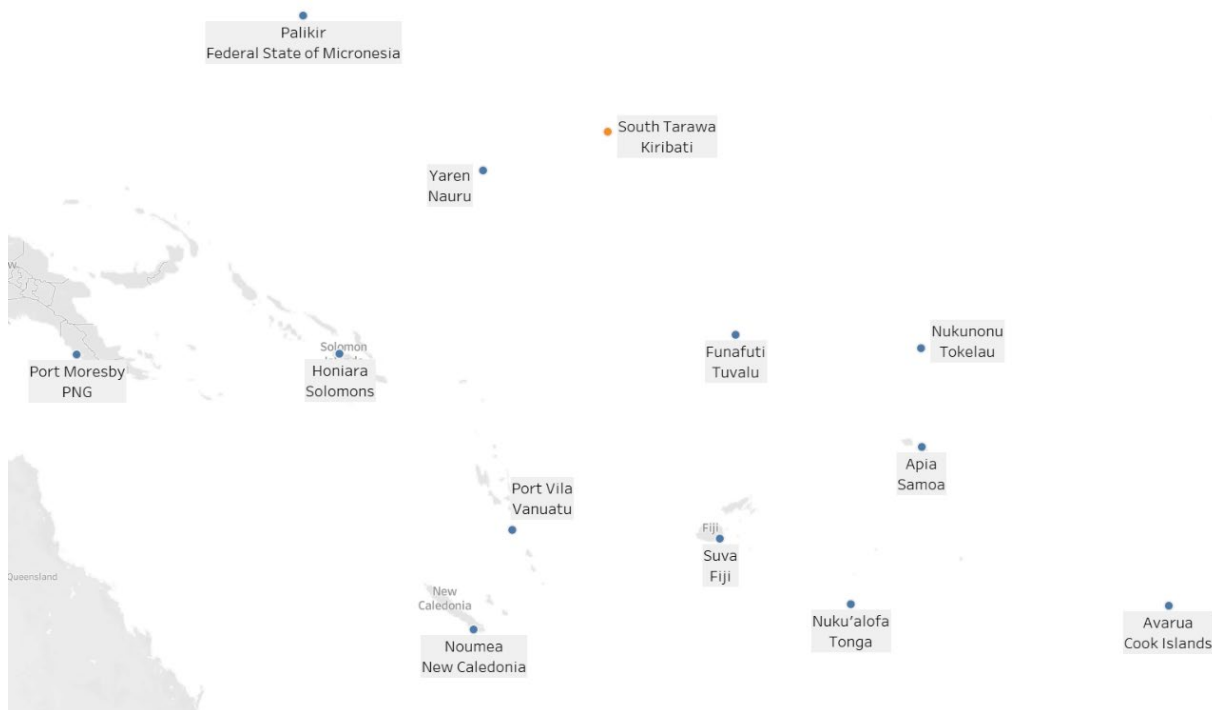 Palikir
Federal State of Micronesia
South Tarawa
Kiribati
Yaren
Nauru
w
Solomon
Port Moresby
PNG
Honiara
Solomons
Funafuti
Tuvalu
Nukunonu
Tokelau
Apia
Samoa
Port Vila
Vanuatu
Fiji
Suva
Fiji
Queensland
New
Caledonia
Noumea
New Caledonia
Nuku'alofa
Tonga
Avarua
Cook Islands